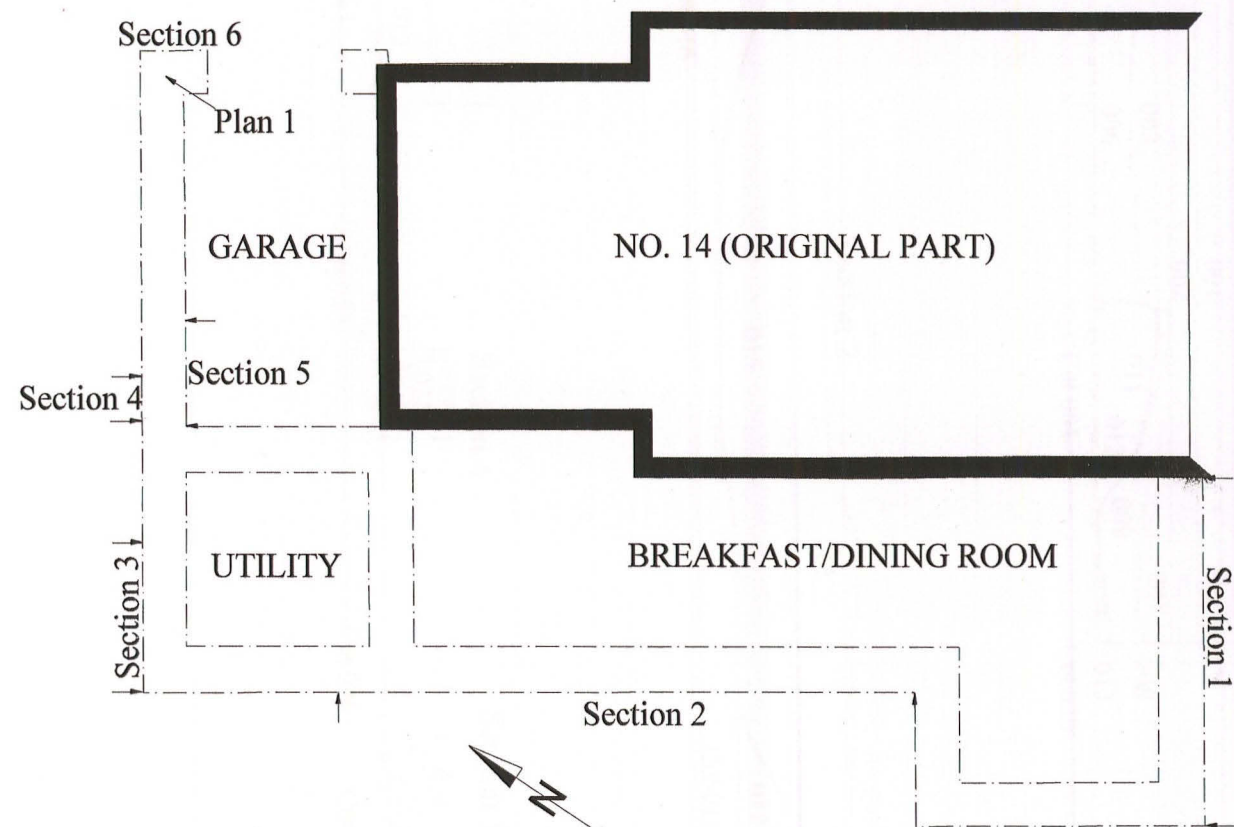 Section 6
Plan 1
GARAGE
NO. 14 (ORIGINAL PART)
Section 5
Section 4
UTILITY
BREAKFAST/DINING ROOM
Section 3
Section 1
Section 2
N